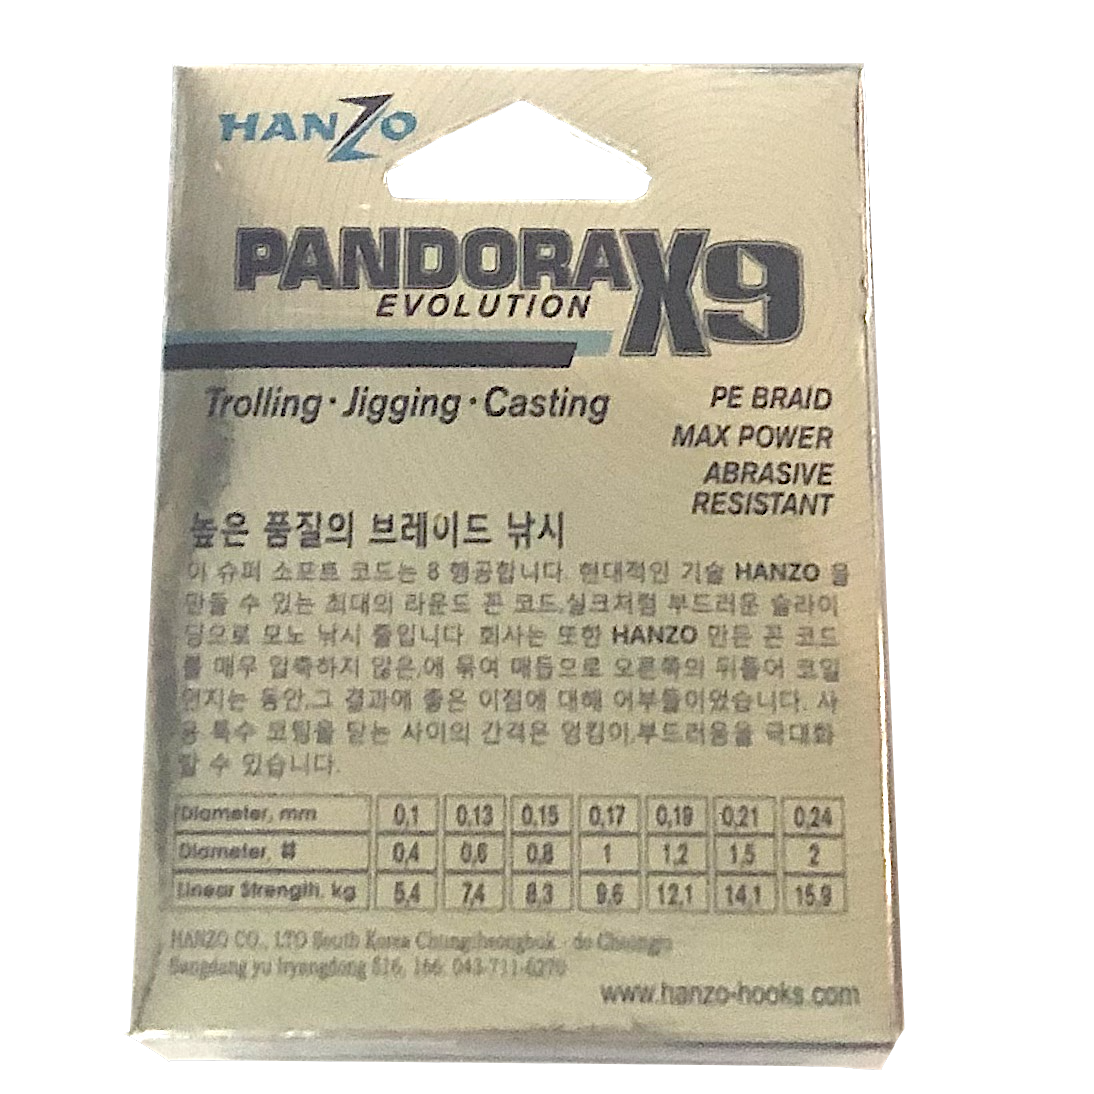 HANZO
PANDORA X9
EVOLUTION
Trolling · Jigging · Casting
PE BRAID
MAX POWER
ABRASIVE
RESISTANT
높은 품질의 브레이드 낚시
이 슈퍼 소프트 코드는 8 행공합니다. 현대적인 기술 HANZO 을
만들 수 있는 최대의 라운드 끈 코드,실크처럼 부드러운 슬라이
딩으로 모노 낚시 줄입니다. 회사는 또한 HANZO 만든 끈 코드
를 매우 압축하지 않은,에 묶여 매듭으로 오른쪽의 뒤틀어 코일
던지는 동안,그 결과에 좋은 이점에 대해 어부들이었습니다. 사
용 특수 코팅을 닫는 사이의 간격은 엉킴이,부드러움을 극대화
할 수 있습니다.
Diameter, mm 0,1 0,13 0,15 0,17 0,19 0,21 0,24
Diameter, # 0,4 0,6 0,8 1 1,2 1,5 2
Linear Strength, kg 5,4 7,4 8,3 9,6 12,1 14,1 15,9
HANZO CO., LTD South Korea Chungcheongbuk - do Cheongju
Sangdang 516, 166; 043-711-6270
www.hanzo-hooks.com